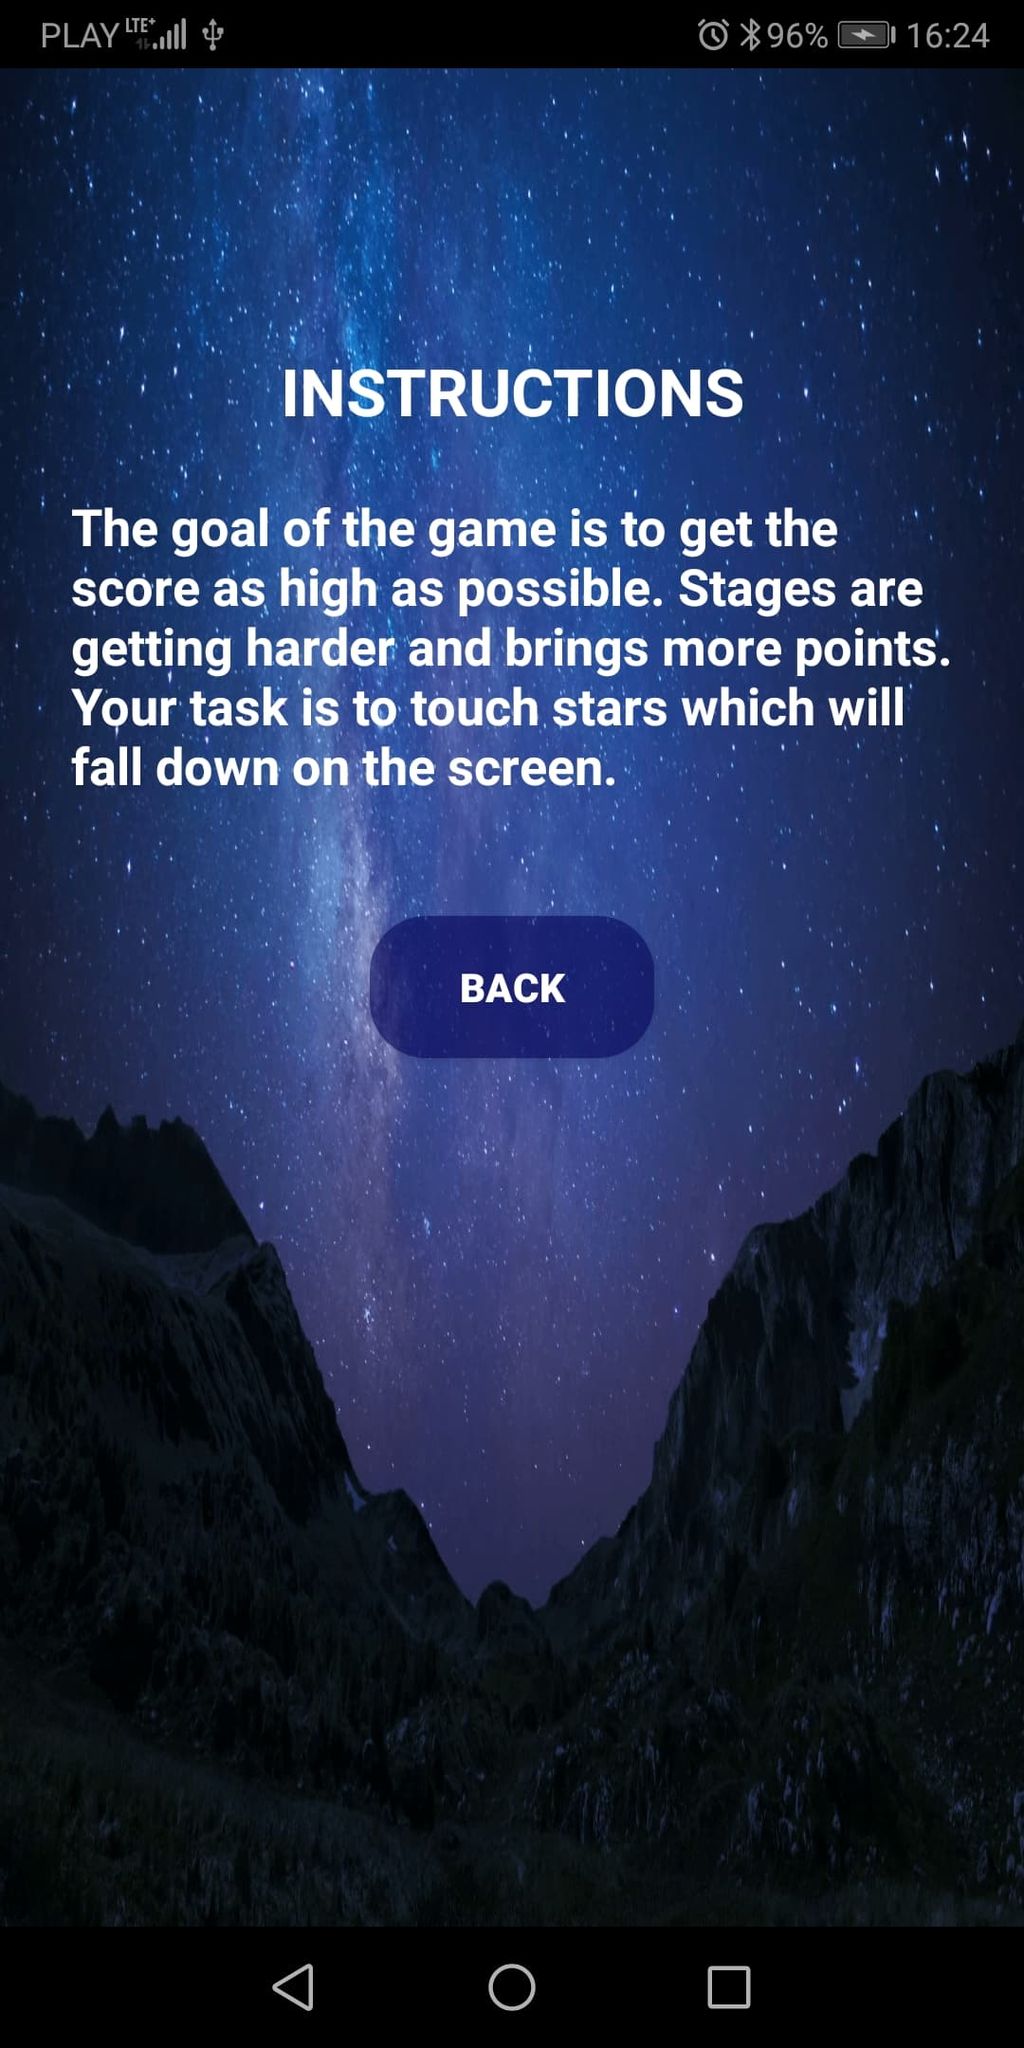 PLAY LTE+ 96% 16:24
INSTRUCTIONS
The goal of the game is to get the
score as high as possible. Stages are
getting harder and brings more points.
Your task is to touch stars which will
fall down on the screen.
BACK